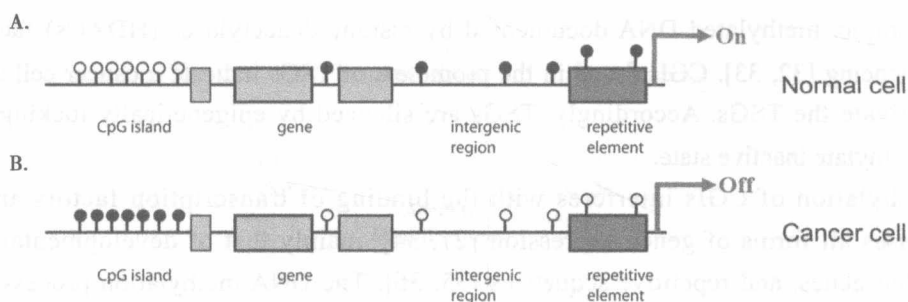 A.
On
Normal cell
CpG island
gene
intergenic
region
repetitive
element
B.
Off
Cancer cell
CpG island
gene
intergenic
region
repetitive
element